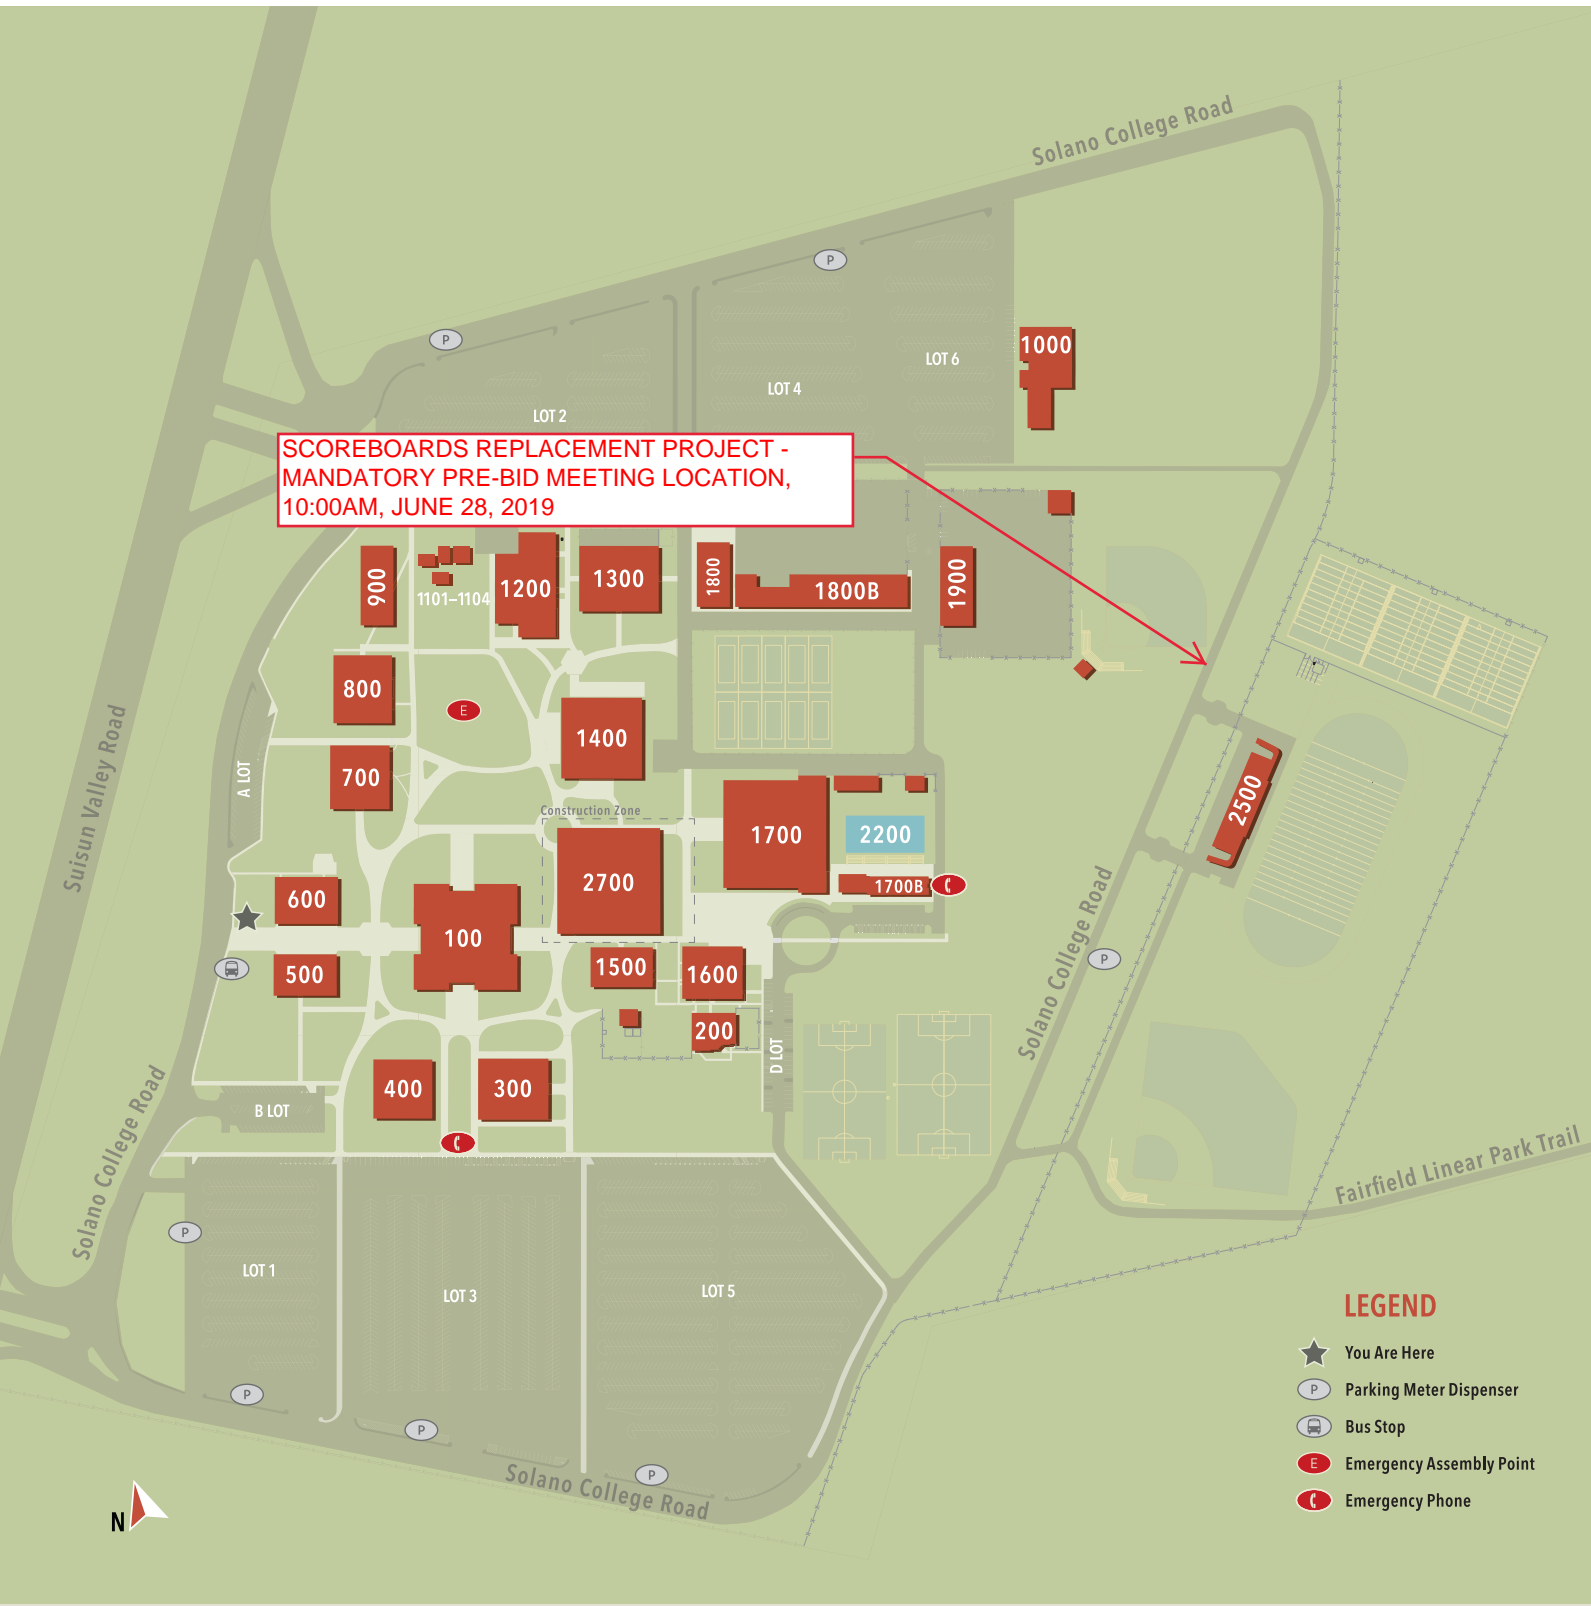 Solano College Road
P
P
LOT 6
1000
LOT 4
LOT 2
SCOREBOARDS REPLACEMENT PROJECT -
MANDATORY PRE-BID MEETING LOCATION,
10:00AM, JUNE 28, 2019
900
1101–1104
1200
1300
1800
1800B
1900
800
E
1400
700
A LOT
Suisun Valley Road
Construction Zone
2700
1700
2200
1700B
2500
600
100
500
1500
1600
200
D LOT
P
Solano College Road
400
300
B LOT
Solano College Road
Fairfield Linear Park Trail
P
LOT 1
LOT 3
LOT 5
P
P
P
Solano College Road
N
LEGEND
You Are Here
P Parking Meter Dispenser
Bus Stop
E Emergency Assembly Point
Emergency Phone